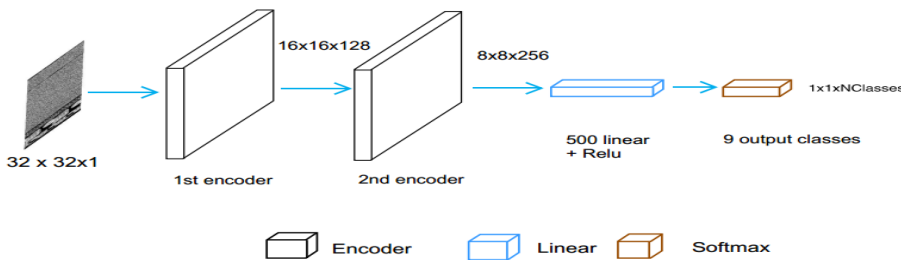 16x16x128
8x8x256
1x1xNClasses
32 x 32x1
500 linear
+ Relu
9 output classes
1st encoder
2nd encoder
Encoder
Linear
Softmax